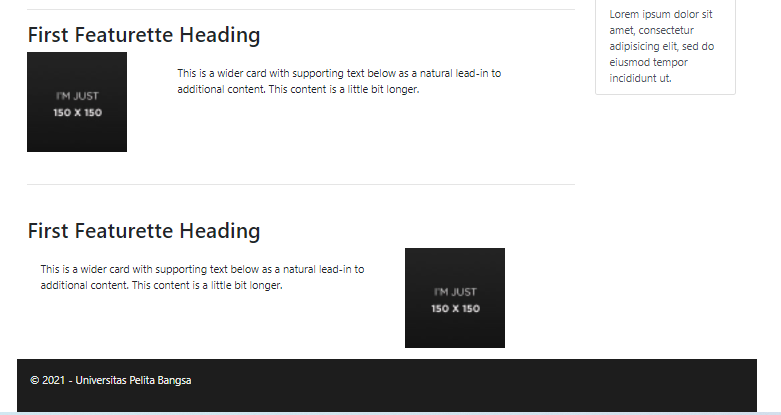 First Featurette Heading
I'M JUST
150 X 150
This is a wider card with supporting text below as a natural lead-in to
additional content. This content is a little bit longer.
Lorem ipsum dolor sit
amet, consectetur
adipisicing elit, sed do
eiusmod tempor
incididunt ut.
First Featurette Heading
This is a wider card with supporting text below as a natural lead-in to
additional content. This content is a little bit longer.
I'M JUST
150 X 150
© 2021 - Universitas Pelita Bangsa